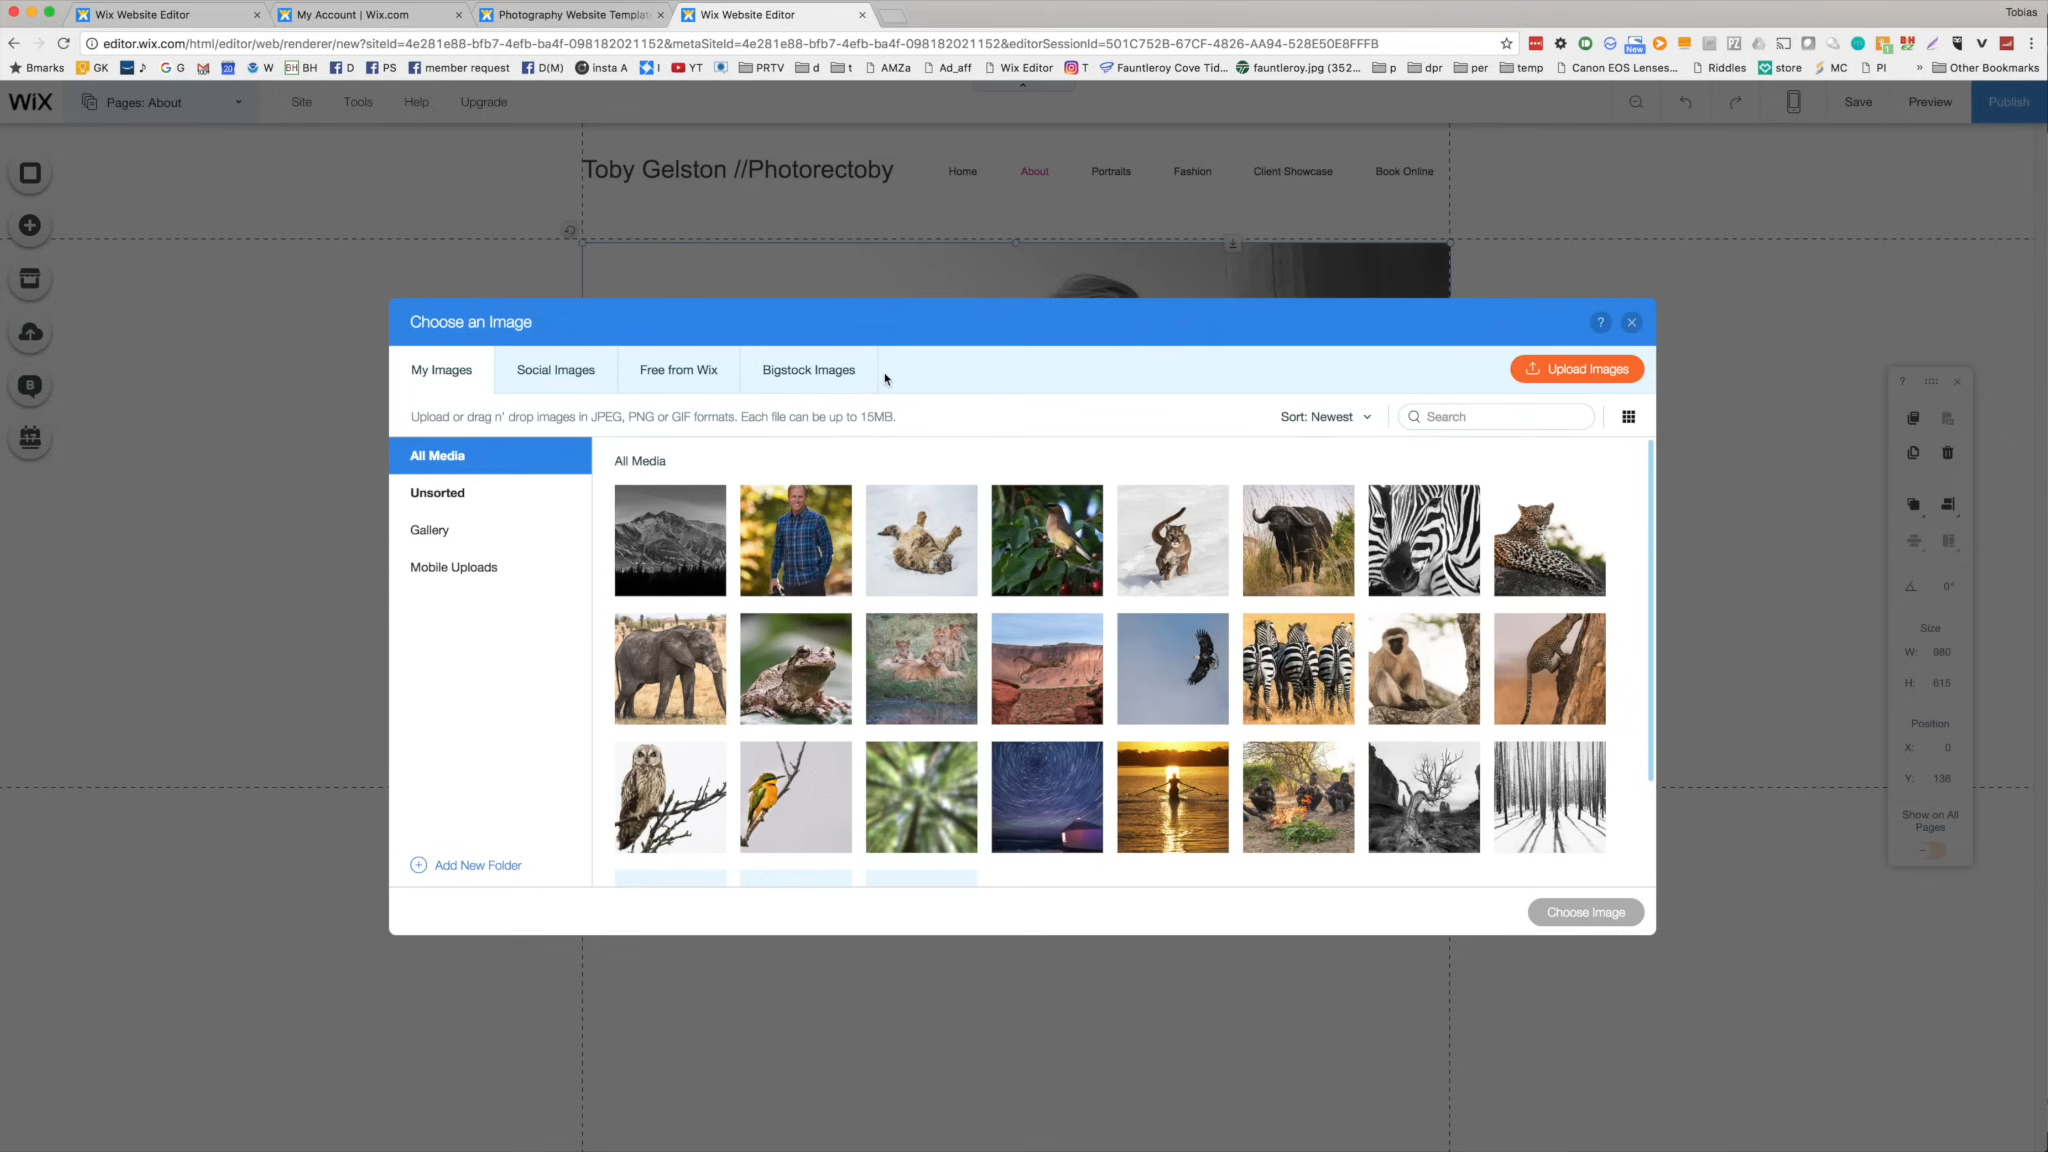 Wix Website Editor
My Account | Wix.com
Photography Website Templat
Wix Website Editor
Tobias
editor.wix.com/html/editor/web/renderer/new?siteId=4e281e88-bfb7-4efb-ba4f-098182021152&metaSiteId=4e281e88-bfb7-4efb-ba4f-098182021152&editorSessionId=501C752B-67CF-4826-AA94-528E50E8FFFB
Bmarks GK G W BH D PS member request D(M) insta A I YT PRTV d t AMZa Ad_aff Wix Editor T Fauntleroy Cove Tid... fauntleroy.jpg (352... p dpr per temp Canon EOS Lenses... Riddles store MC PI » Other Bookmarks
WiX Pages: About Site Tools Help Upgrade Save Preview Publish
Toby Gelston //Photorectoby
Home About Portraits Fashion Client Showcase Book Online
Choose an Image
?
My Images Social Images Free from Wix Bigstock Images Upload Images
Upload or drag n' drop images in JPEG, PNG or GIF formats. Each file can be up to 15MB.
Sort: Newest
Search
All Media
Unsorted
Gallery
Mobile Uploads
Add New Folder
All Media
Choose Image
?
0°
Size
W: 980
H: 615
Position
X: 0
Y: 136
Show on All
Pages